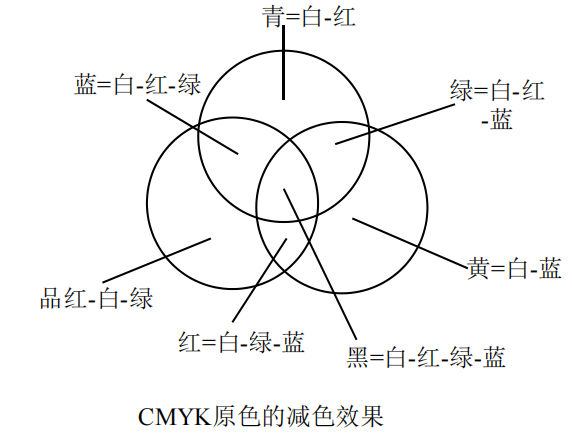 青=白-红
蓝=白-红-绿
绿=白-红
-蓝
黄=白-蓝
品红-白-绿
红=白-绿-蓝
黑=白-红-绿-蓝
CMYK原色的减色效果